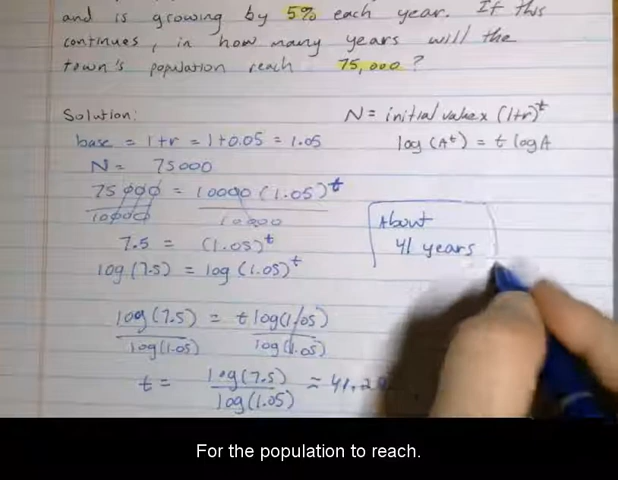 and is growing by 5% each year. If this
continues, in how many years will the
town's population reach 75,000?
Solution:
N = initial value x (1+r)^t
base = 1+r = 1+0.05 = 1.05
log (A^t) = t log A
N = 75000
75000 = 10000 (1.05)^t
10000 10000
7.5 = (1.05)^t
About
41 years
log (7.5) = log (1.05)^t
log (7.5) = t log(1.05)
log(1.05) log(1.05)
t = log(7.5) ≈ 41.2
log(1.05)
For the population to reach.